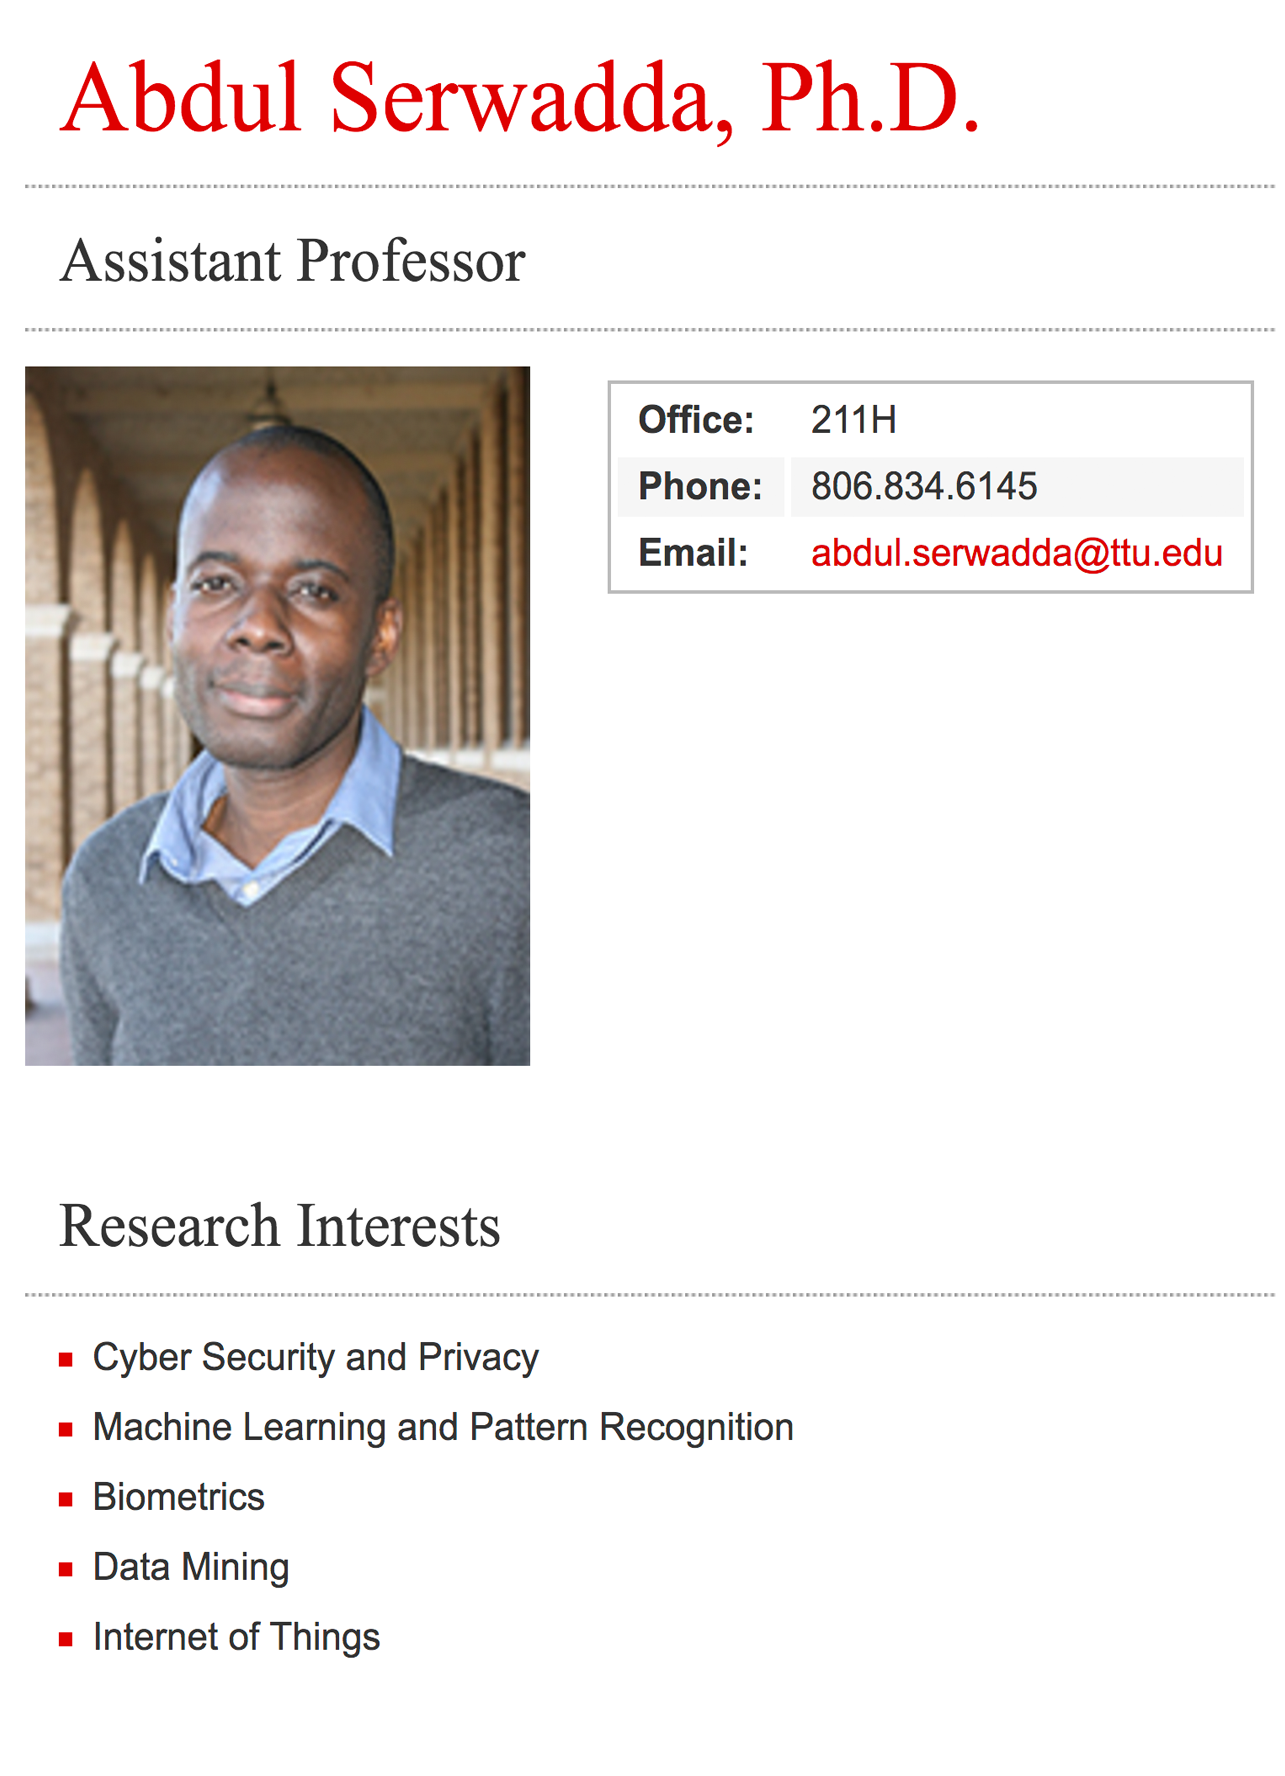 Abdul Serwadda, Ph.D.
Assistant Professor
Office: 211H
Phone: 806.834.6145
Email: abdul.serwadda@ttu.edu
Research Interests
Cyber Security and Privacy
Machine Learning and Pattern Recognition
Biometrics
Data Mining
Internet of Things